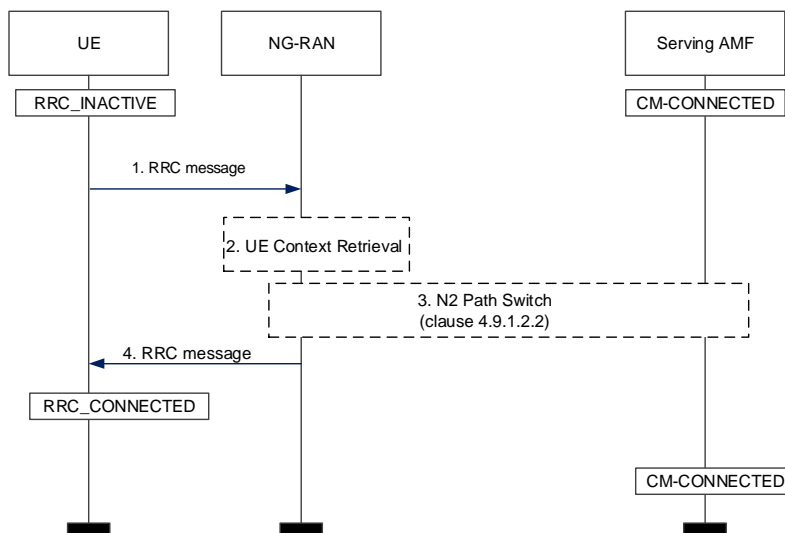 UE
NG-RAN
Serving AMF
RRC_INACTIVE
CM-CONNECTED
1. RRC message
2. UE Context Retrieval
3. N2 Path Switch
(clause 4.9.1.2.2)
4. RRC message
RRC_CONNECTED
CM-CONNECTED